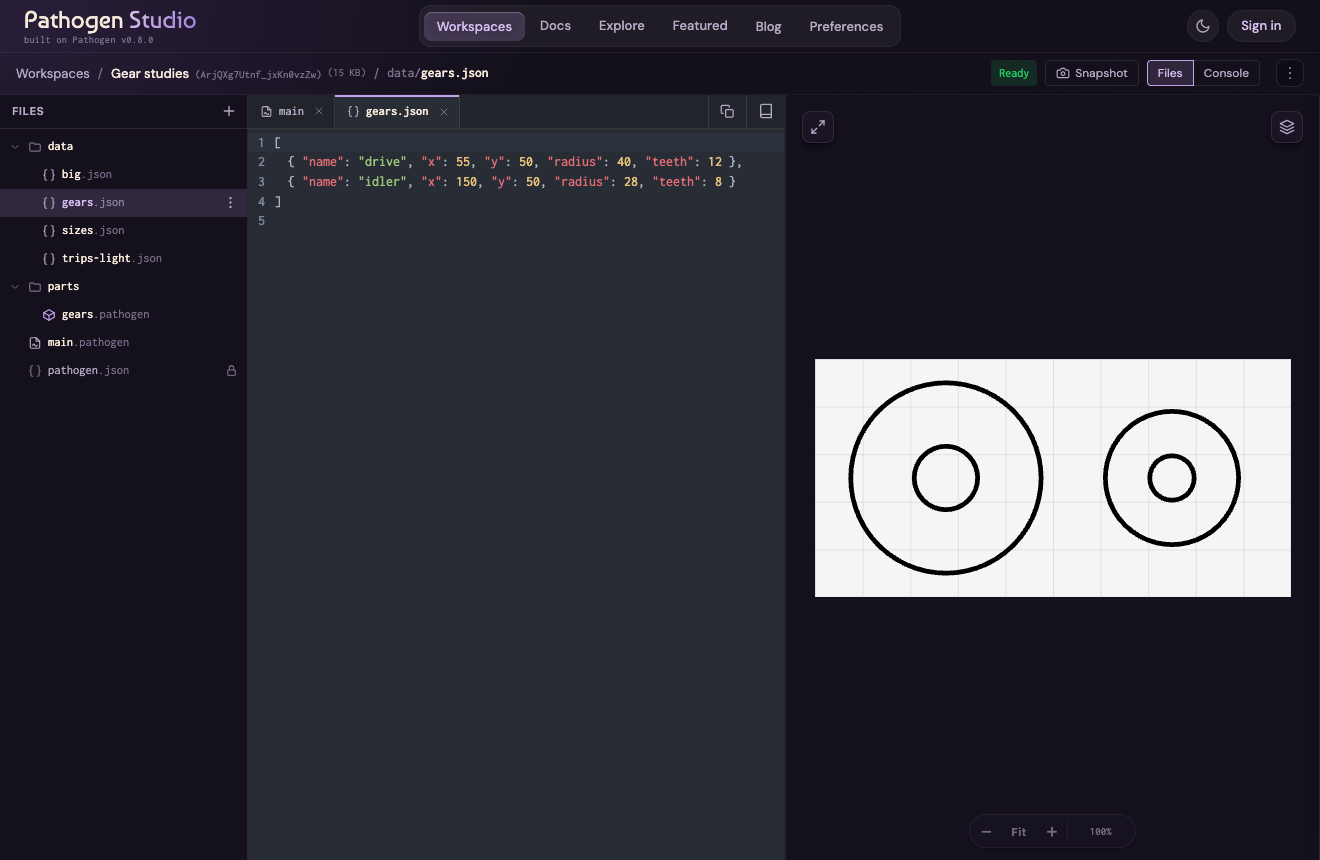 Pathogen Studio
built on Pathogen v0.8.0
Workspaces Docs Explore Featured Blog Preferences
Sign in
Workspaces / Gear studies (ArjQXg7Utnf_jxKn0vzZw) (15 KB) / data/gears.json
Ready Snapshot Files Console
FILES
data
{} big.json
{} gears.json
{} sizes.json
{} trips-light.json
parts
gears.pathogen
main.pathogen
{} pathogen.json
main
{} gears.json
1 [
2 { "name": "drive", "x": 55, "y": 50, "radius": 40, "teeth": 12 },
3 { "name": "idler", "x": 150, "y": 50, "radius": 28, "teeth": 8 }
4 ]
5
Fit 100%